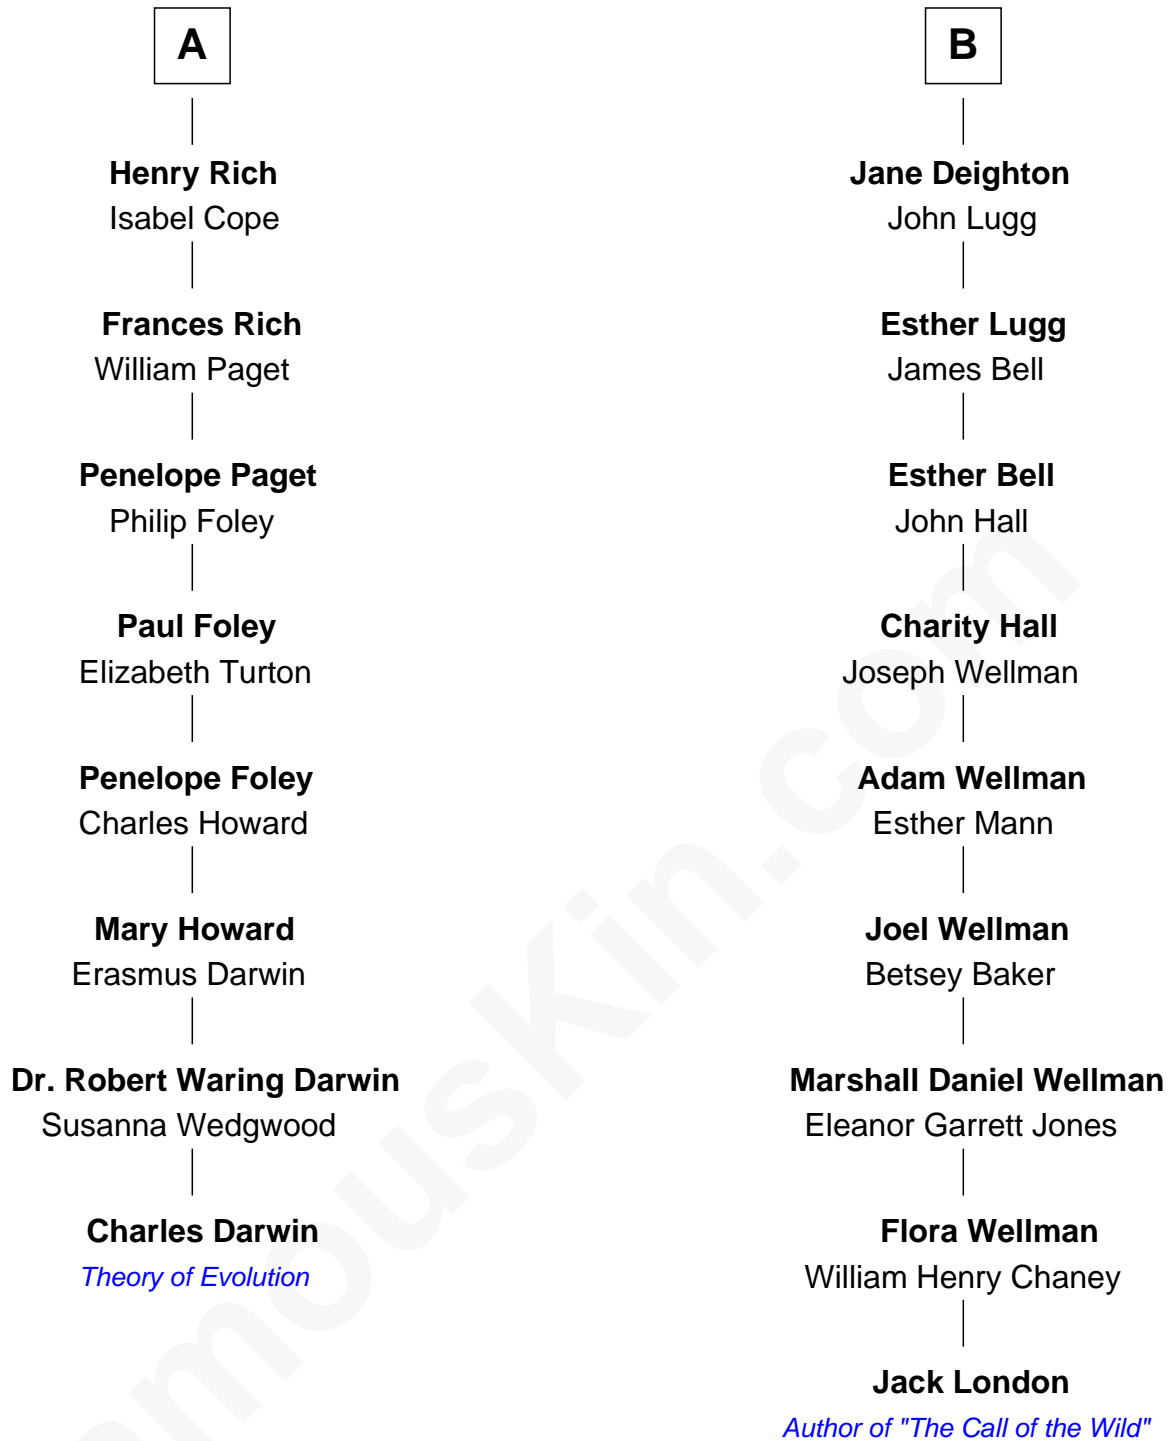 A
Henry Rich
Isabel Cope
Frances Rich
William Paget
Penelope Paget
Philip Foley
Paul Foley
Elizabeth Turton
Penelope Foley
Charles Howard
Mary Howard
Erasmus Darwin
Dr. Robert Waring Darwin
Susanna Wedgwood
Charles Darwin
Theory of Evolution
B
Jane Deighton
John Lugg
Esther Lugg
James Bell
Esther Bell
John Hall
Charity Hall
Joseph Wellman
Adam Wellman
Esther Mann
Joel Wellman
Betsey Baker
Marshall Daniel Wellman
Eleanor Garrett Jones
Flora Wellman
William Henry Chaney
Jack London
Author of "The Call of the Wild"
amouskin.com